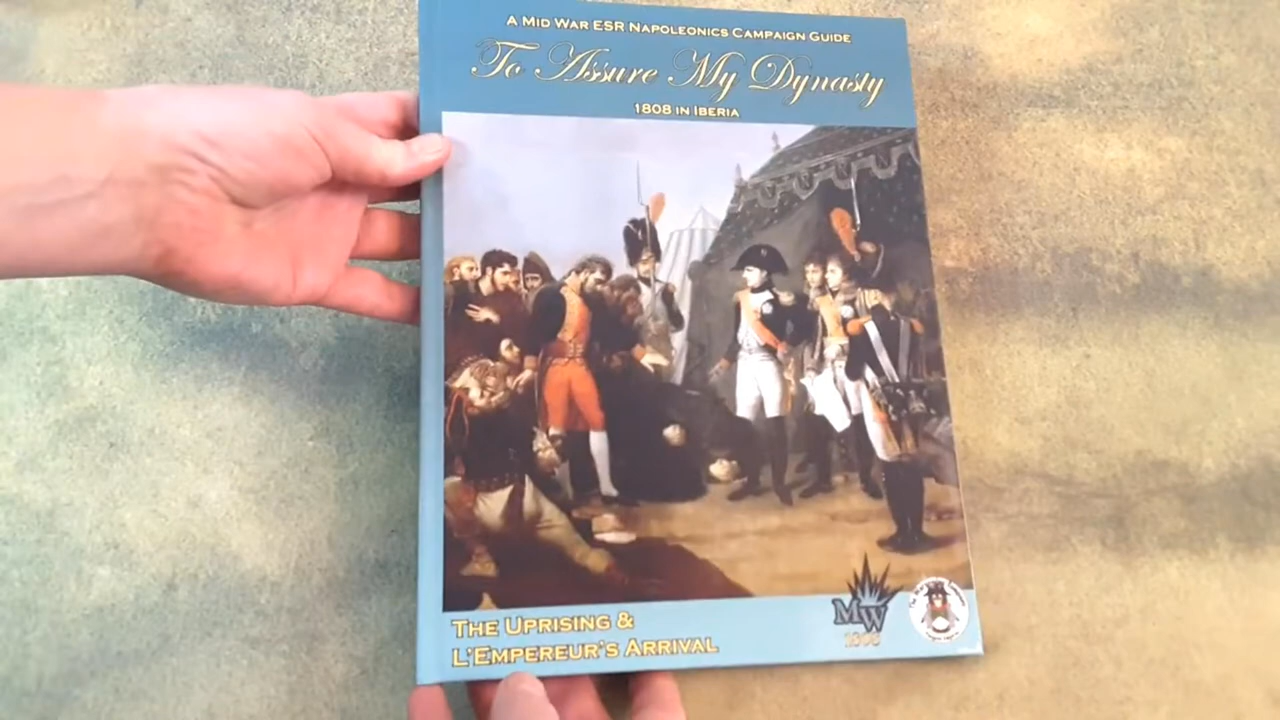 A Mid War ESR Napoleonics Campaign Guide
To Assure My Dynasty
1808 in Iberia
The Uprising &
L'Empereur's Arrival
MW
1808